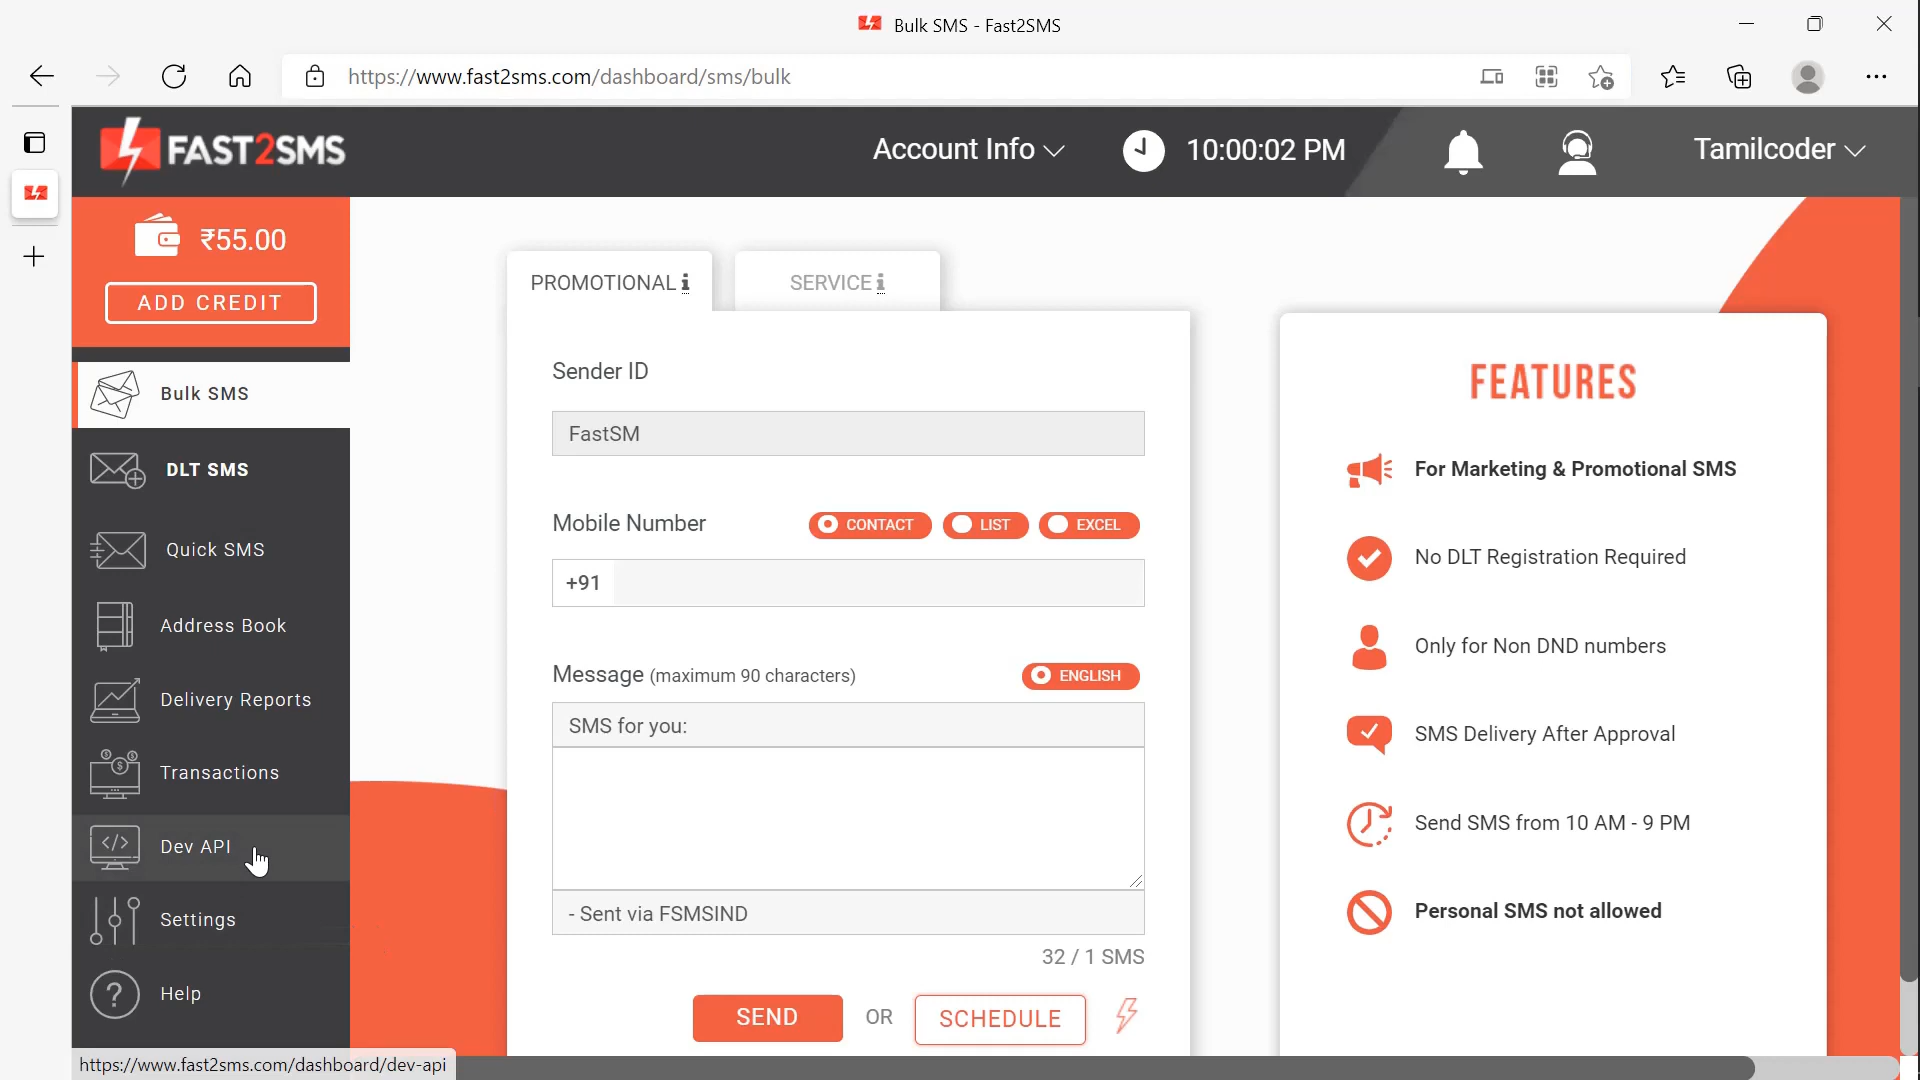 Bulk SMS - Fast2SMS
https://www.fast2sms.com/dashboard/sms/bulk
FAST2SMS
Account Info
10:00:02 PM
Tamilcoder
₹55.00
ADD CREDIT
Bulk SMS
DLT SMS
Quick SMS
Address Book
Delivery Reports
Transactions
Dev API
Settings
Help
PROMOTIONAL i
SERVICE i
Sender ID
FastSM
Mobile Number
CONTACT
LIST
EXCEL
+91
Message (maximum 90 characters)
ENGLISH
SMS for you:
- Sent via FSMSIND
32 / 1 SMS
SEND
OR
SCHEDULE
FEATURES
For Marketing & Promotional SMS
No DLT Registration Required
Only for Non DND numbers
SMS Delivery After Approval
Send SMS from 10 AM - 9 PM
Personal SMS not allowed
https://www.fast2sms.com/dashboard/dev-api